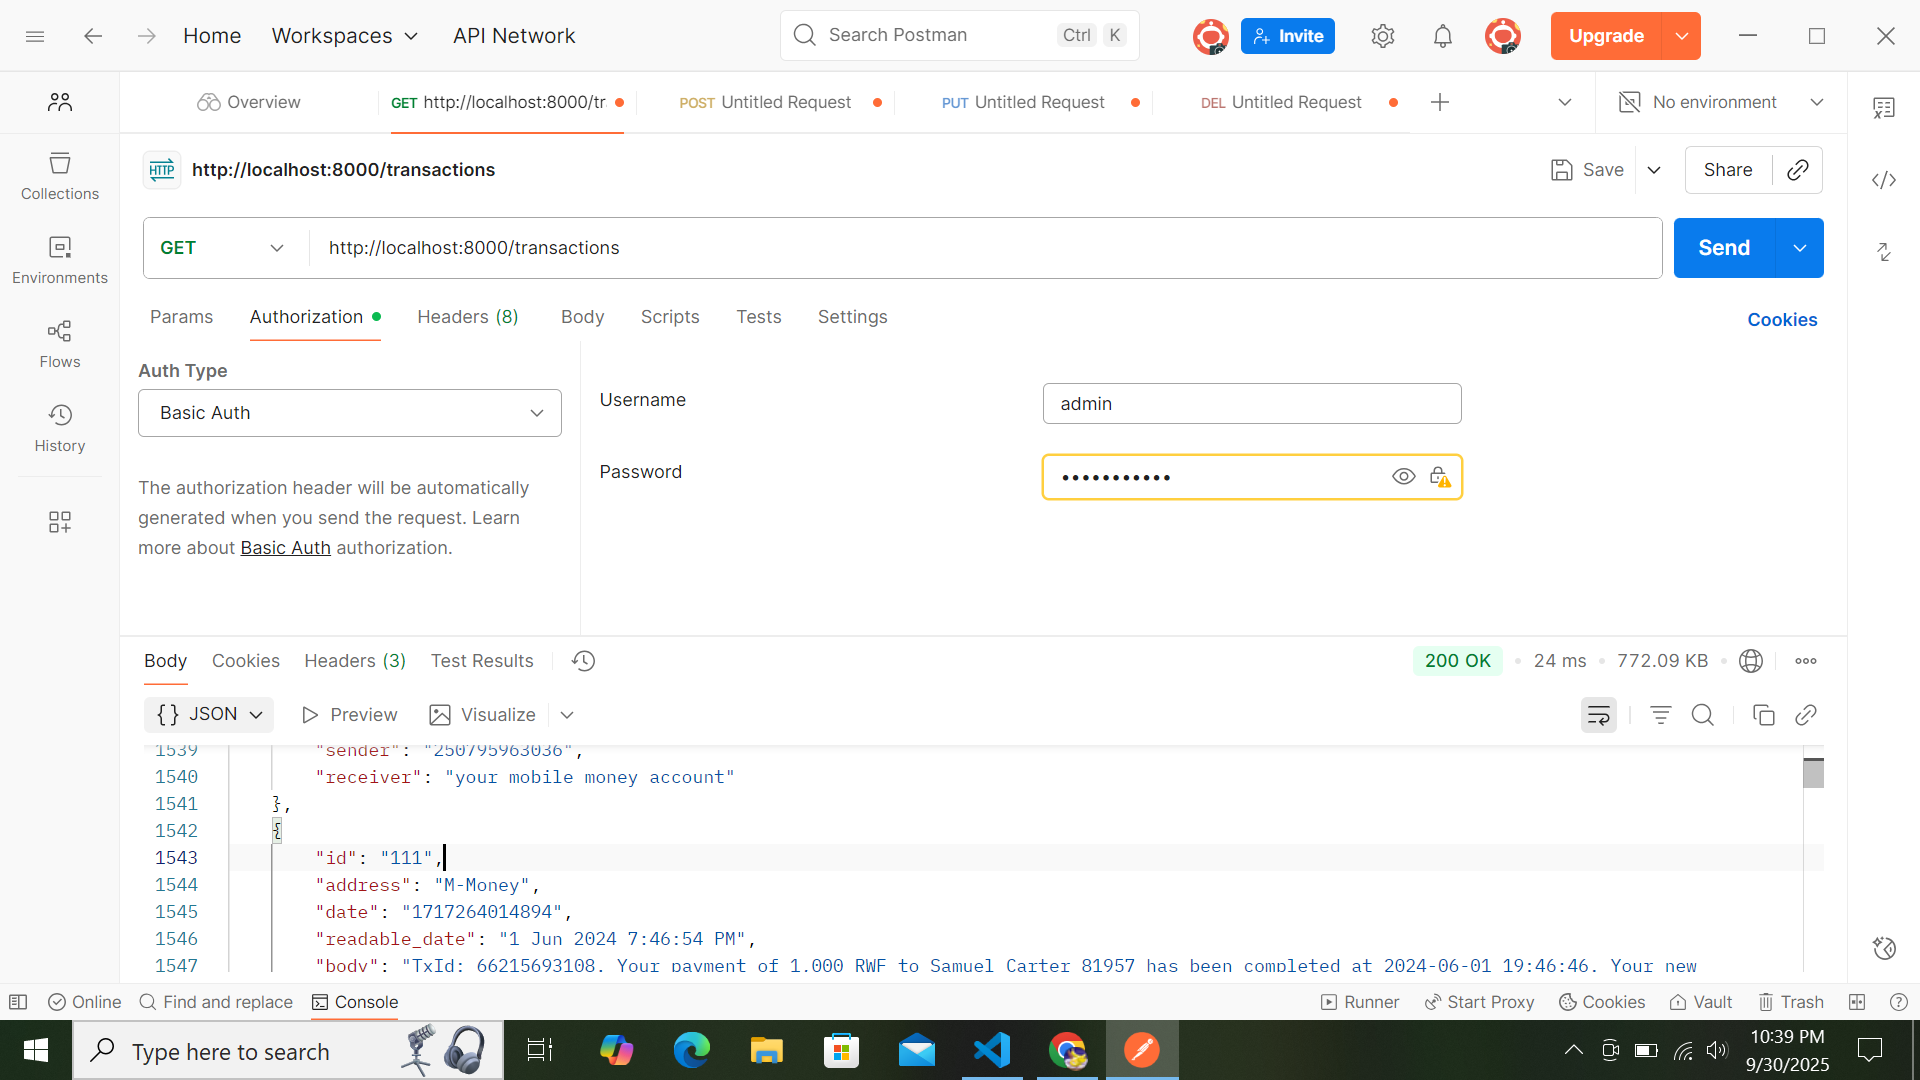 Home Workspaces API Network Search Postman Ctrl K Invite Upgrade
Overview GET http://localhost:8000/tr POST Untitled Request PUT Untitled Request DEL Untitled Request No environment
Collections
Environments
Flows
History
HTTP http://localhost:8000/transactions Save Share
GET http://localhost:8000/transactions Send
Params Authorization Headers (8) Body Scripts Tests Settings Cookies
Auth Type
Basic Auth
The authorization header will be automatically
generated when you send the request. Learn
more about Basic Auth authorization.
Username admin
Password •••••••••••
Body Cookies Headers (3) Test Results 200 OK • 24 ms • 772.09 KB
{} JSON Preview Visualize
1539 "sender": "250795963036",
1540 "receiver": "your mobile money account"
1541 },
1542 {
1543 "id": "111",
1544 "address": "M-Money",
1545 "date": "1717264014894",
1546 "readable_date": "1 Jun 2024 7:46:54 PM",
1547 "body": "TxId: 66215693108. Your payment of 1,000 RWF to Samuel Carter 81957 has been completed at 2024-06-01 19:46:46. Your new
Online Find and replace Console Runner Start Proxy Cookies Vault Trash
Type here to search
10:39 PM
9/30/2025